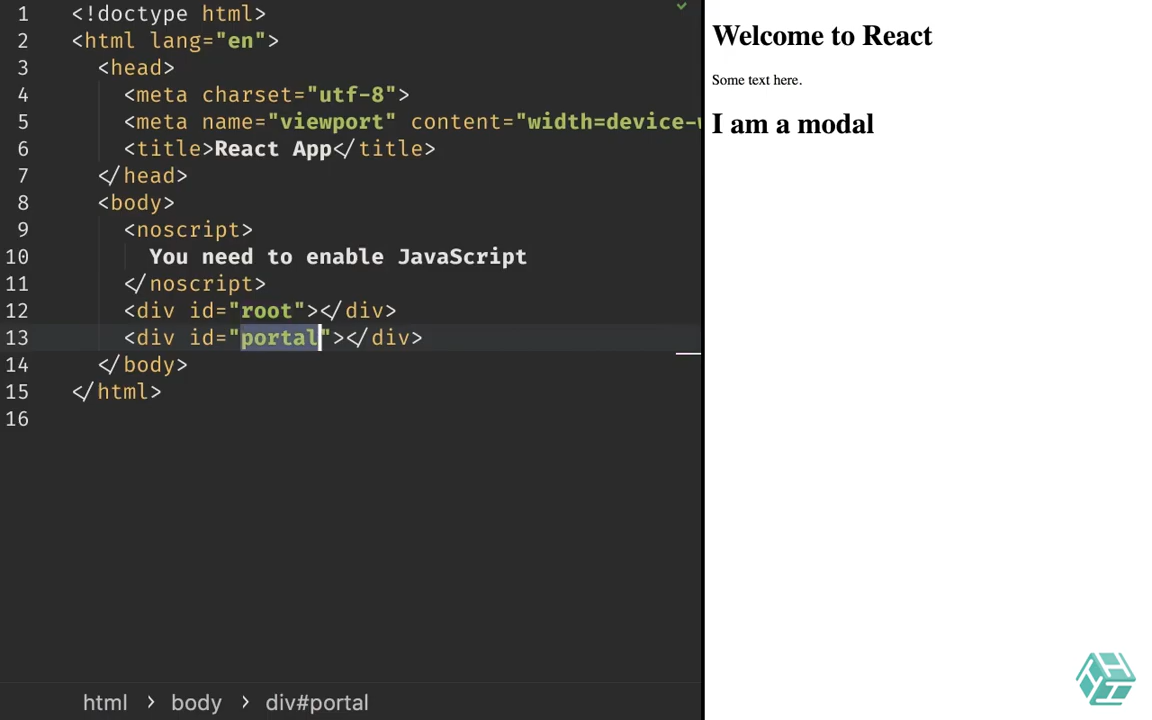 1 <!doctype html>
2 <html lang="en">
3 <head>
4 <meta charset="utf-8">
5 <meta name="viewport" content="width=device-
6 <title>React App</title>
7 </head>
8 <body>
9 <noscript>
10 You need to enable JavaScript
11 </noscript>
12 <div id="root"></div>
13 <div id="portal"></div>
14 </body>
15 </html>
16
html > body > div#portal
Welcome to React
Some text here.
I am a modal